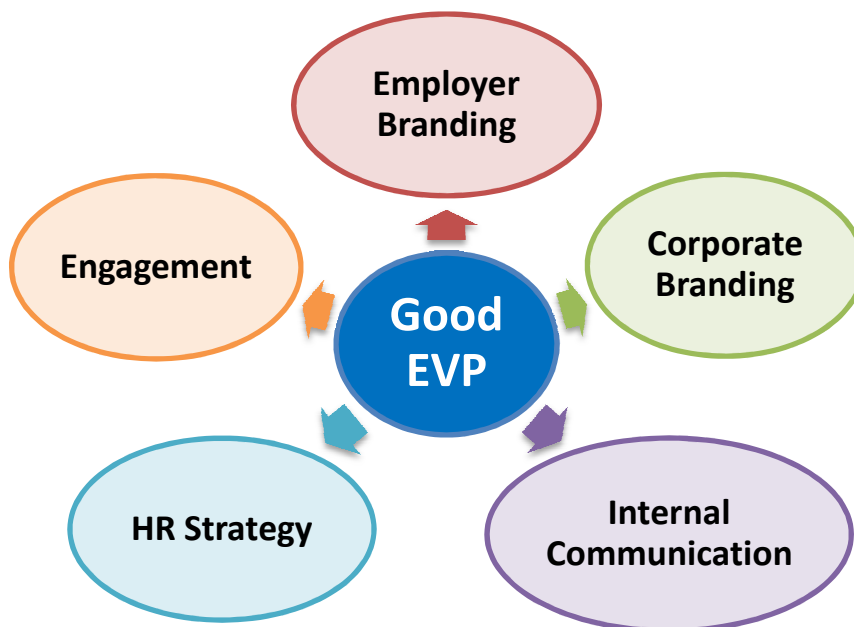 Employer
Branding
Engagement
Corporate
Branding
Good
EVP
HR Strategy
Internal
Communication